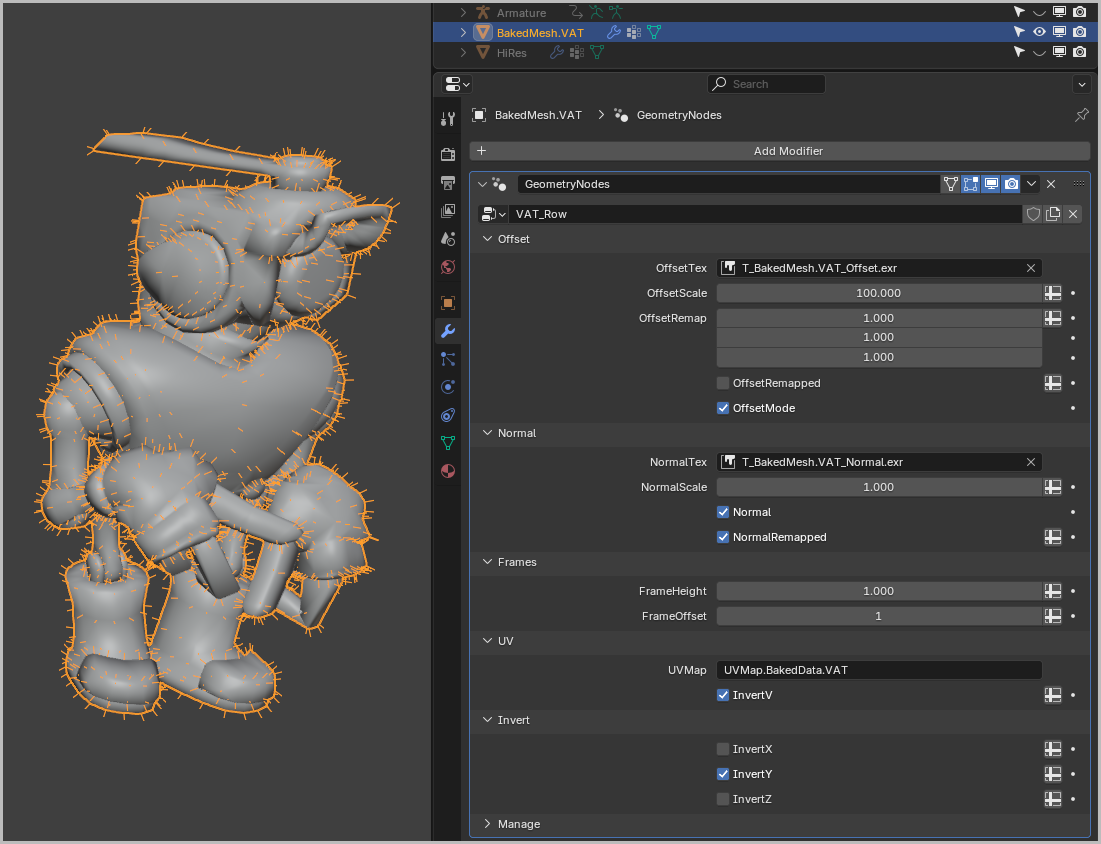 Armature
BakedMesh.VAT
HiRes
Search
BakedMesh.VAT > GeometryNodes
+ Add Modifier
GeometryNodes
VAT_Row
Offset
OffsetTex T_BakedMesh.VAT_Offset.exr
OffsetScale 100.000
OffsetRemap 1.000
1.000
1.000
OffsetRemapped
OffsetMode
Normal
NormalTex T_BakedMesh.VAT_Normal.exr
NormalScale 1.000
Normal
NormalRemapped
Frames
FrameHeight 1.000
FrameOffset 1
UV
UVMap UVMap.BakedData.VAT
InvertV
Invert
InvertX
InvertY
InvertZ
Manage